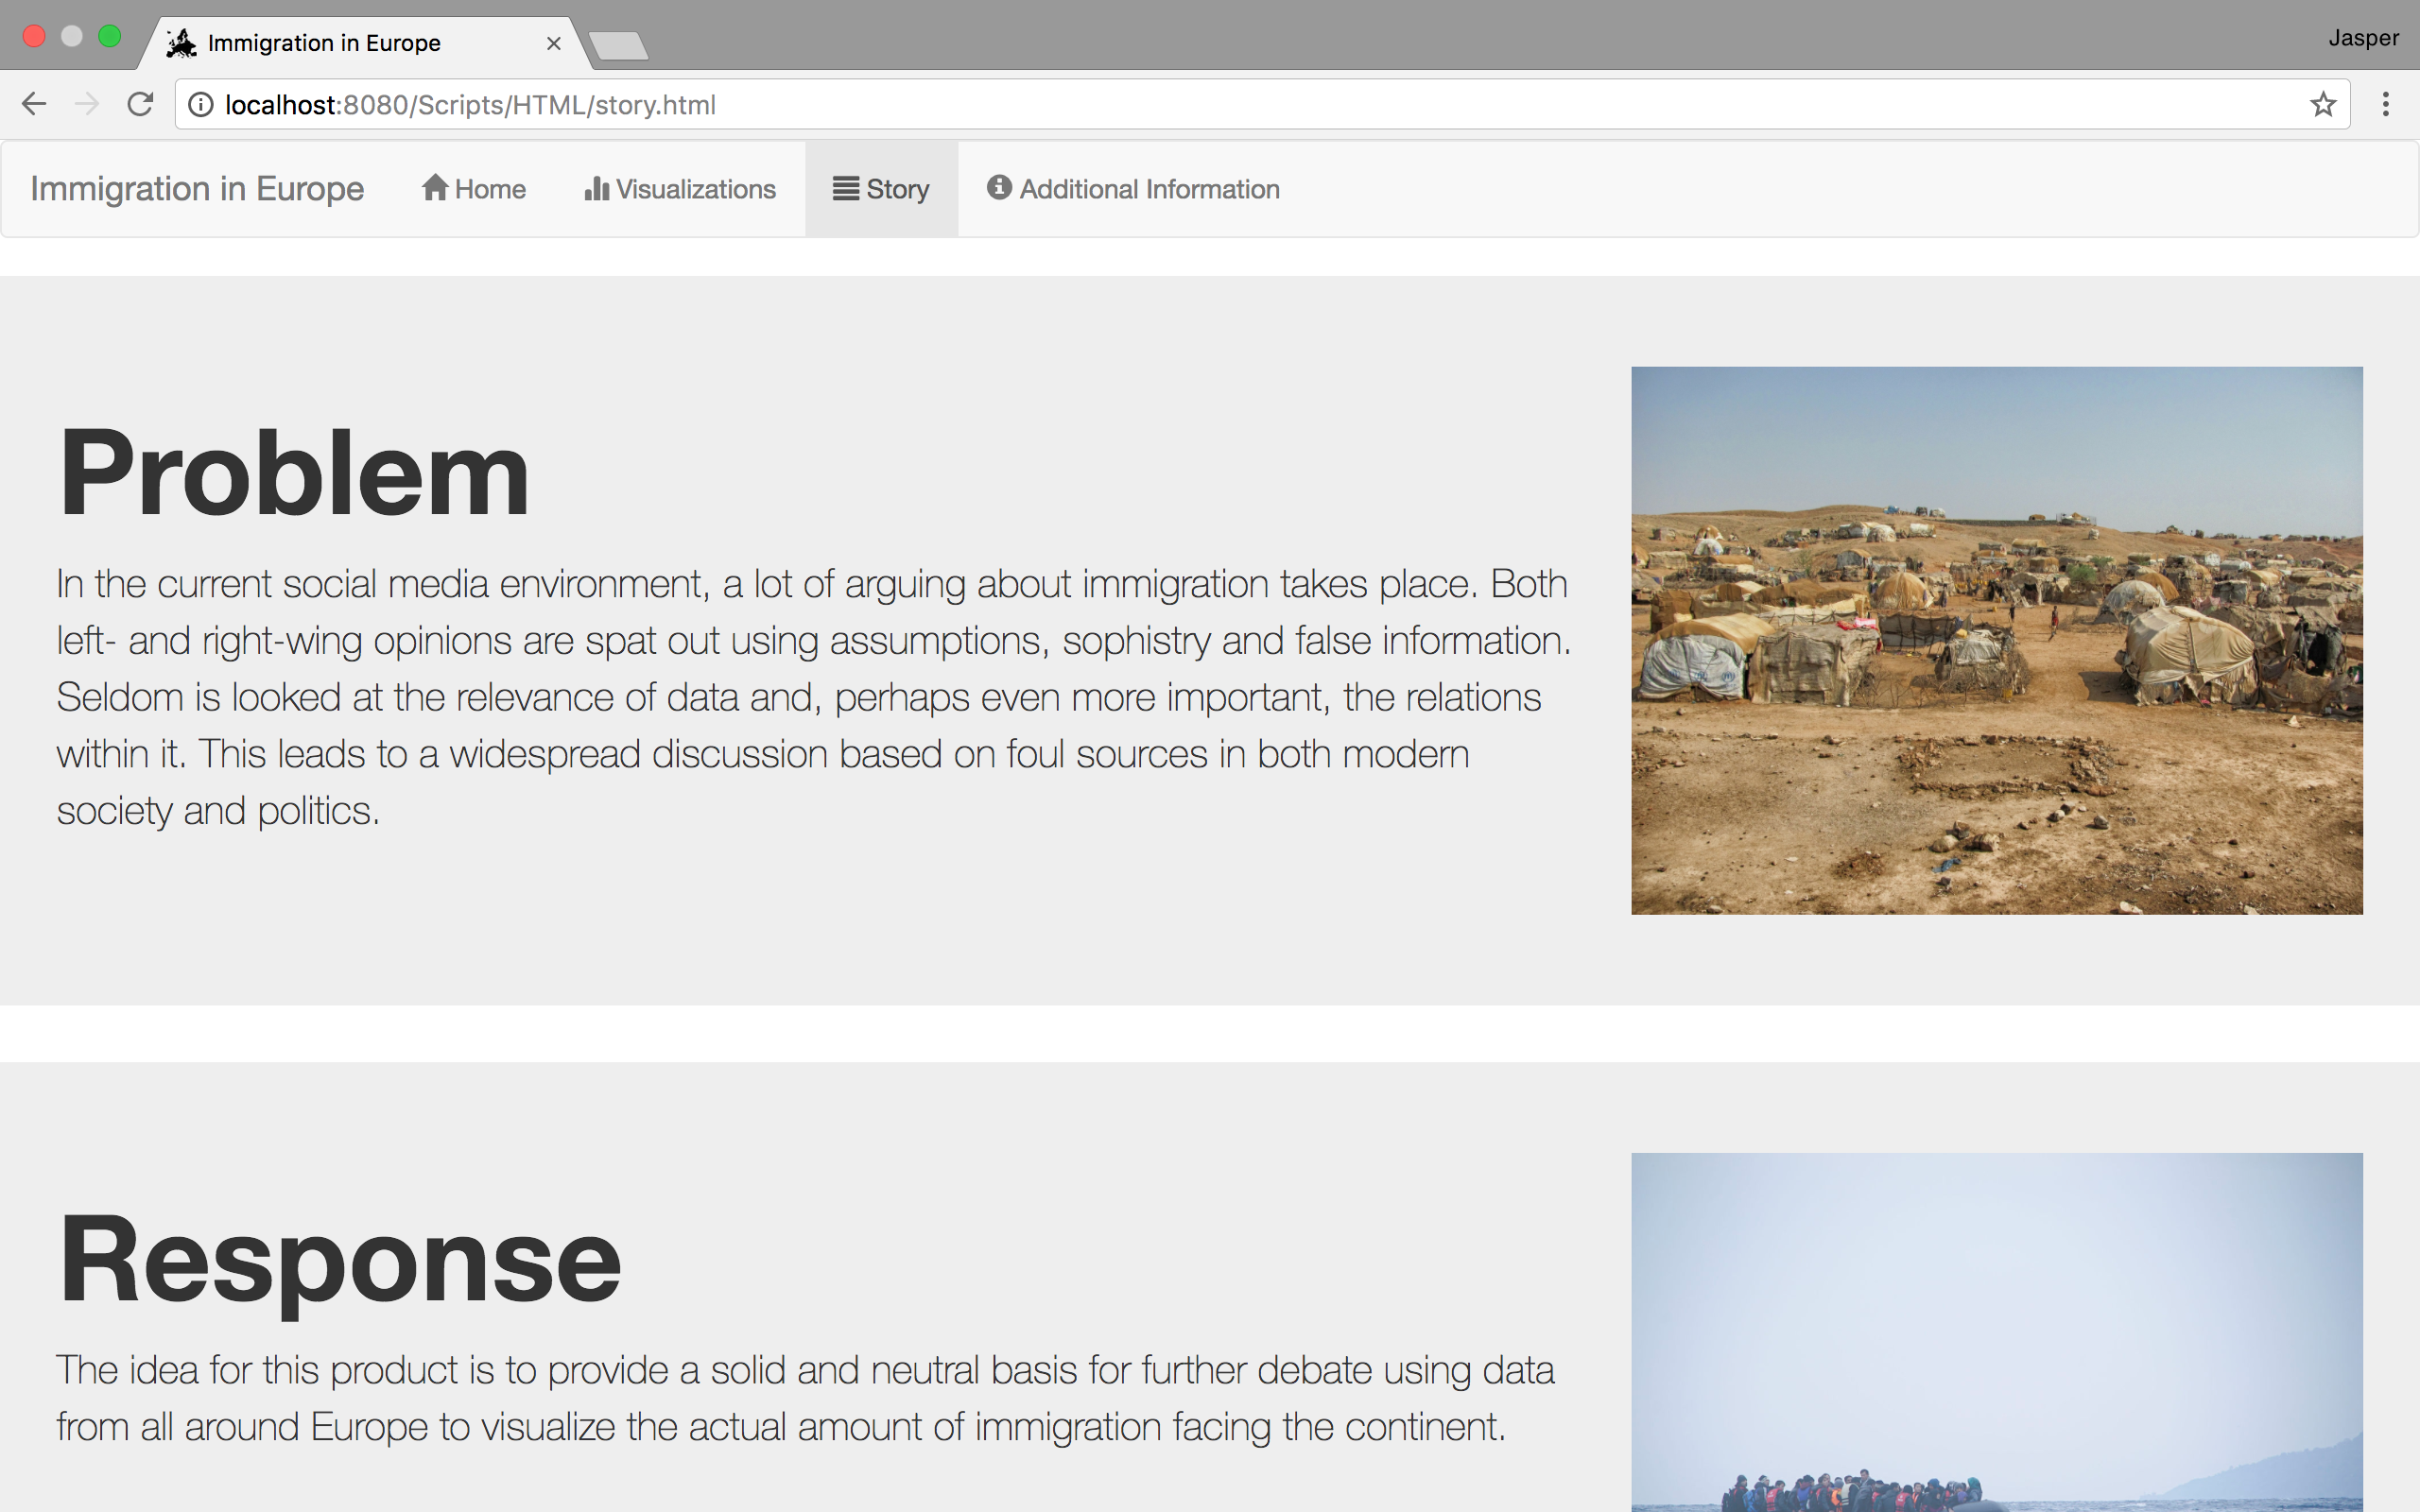 Immigration in Europe
Jasper
localhost:8080/Scripts/HTML/story.html
Immigration in Europe Home Visualizations Story Additional Information
Problem
In the current social media environment, a lot of arguing about immigration takes place. Both
left- and right-wing opinions are spat out using assumptions, sophistry and false information.
Seldom is looked at the relevance of data and, perhaps even more important, the relations
within it. This leads to a widespread discussion based on foul sources in both modern
society and politics.
Response
The idea for this product is to provide a solid and neutral basis for further debate using data
from all around Europe to visualize the actual amount of immigration facing the continent.